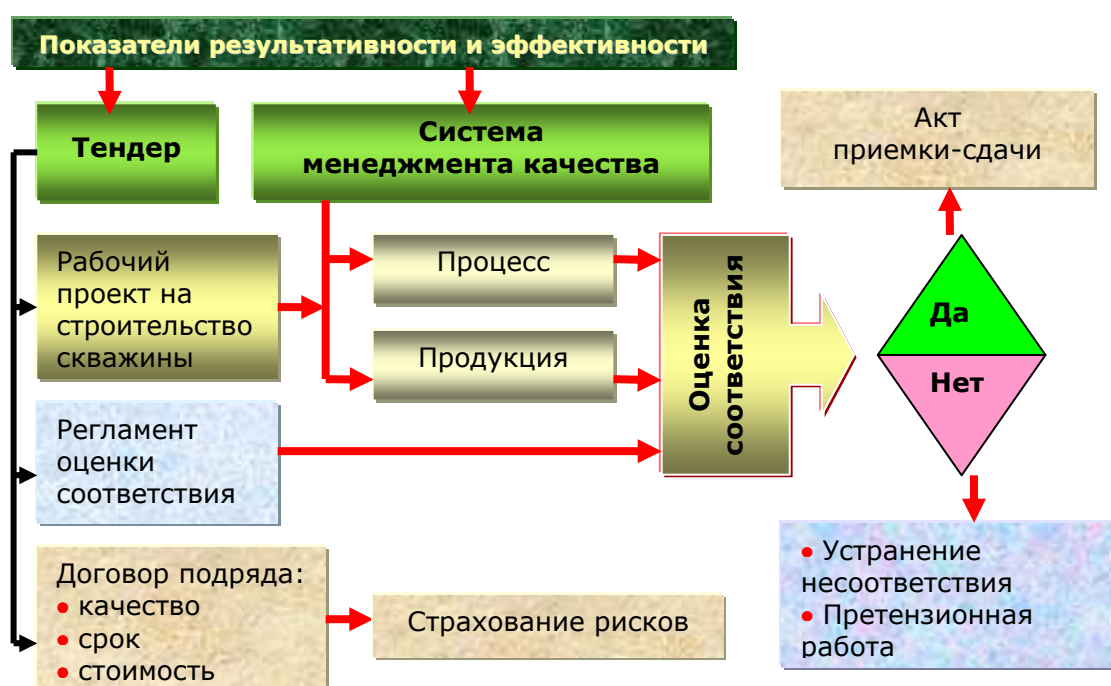 Показатели результативности и эффективности
Тендер
Система
менеджмента качества
Акт
приемки-сдачи
Рабочий
проект на
строительство
скважины
Процесс
Продукция
Оценка
соответствия
Да
Нет
Регламент
оценки
соответствия
Договор подряда:
• качество
• срок
• стоимость
Страхование рисков
• Устранение
несоответствия
• Претензионная
работа